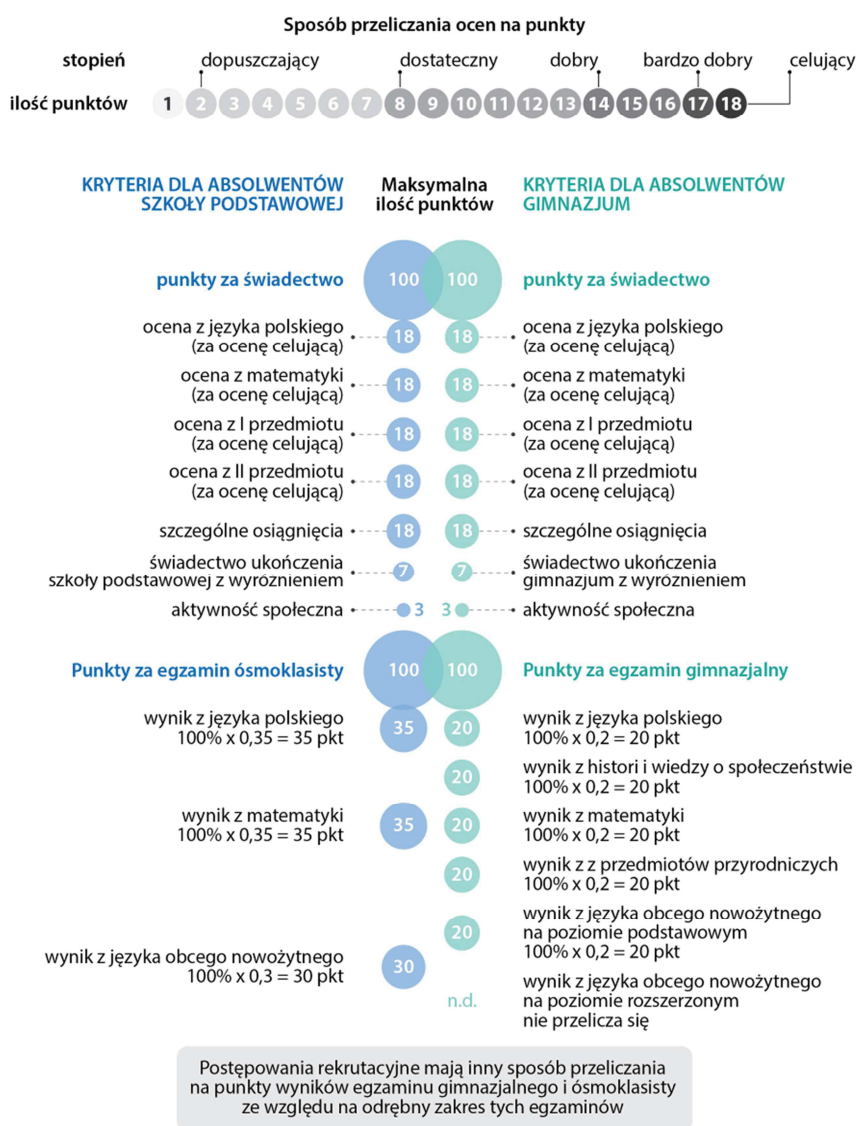 Sposób przeliczania ocen na punkty
stopień dopuszczający dostateczny dobry bardzo dobry celujący
ilość punktów 1 2 3 4 5 6 7 8 9 10 11 12 13 14 15 16 17 18
KRYTERIA DLA ABSOLWENTÓW
SZKOŁY PODSTAWOWEJ
Maksymalna
ilość punktów
KRYTERIA DLA ABSOLWENTÓW
GIMNAZJUM
punkty za świadectwo 100 100 punkty za świadectwo
ocena z języka polskiego
(za ocenę celującą)
18 18
ocena z języka polskiego
(za ocenę celującą)
ocena z matematyki
(za ocenę celującą)
18 18
ocena z matematyki
(za ocenę celującą)
ocena z I przedmiotu
(za ocenę celującą)
18 18
ocena z I przedmiotu
(za ocenę celującą)
ocena z II przedmiotu
(za ocenę celującą)
18 18
ocena z II przedmiotu
(za ocenę celującą)
szczególne osiągnięcia 18 18 szczególne osiągnięcia
świadectwo ukończenia
szkoły podstawowej z wyróżnieniem
7 7
świadectwo ukończenia
gimnazjum z wyróżnieniem
aktywność społeczna 3 3 aktywność społeczna
Punkty za egzamin ósmoklasisty 100 100 Punkty za egzamin gimnazjalny
wynik z języka polskiego
100% x 0,35 = 35 pkt
35 20
wynik z języka polskiego
100% x 0,2 = 20 pkt
20
wynik z histori i wiedzy o społeczeństwie
100% x 0,2 = 20 pkt
wynik z matematyki
100% x 0,35 = 35 pkt
35 20
wynik z matematyki
100% x 0,2 = 20 pkt
20
wynik z z przedmiotów przyrodniczych
100% x 0,2 = 20 pkt
20
wynik z języka obcego nowożytnego
na poziomie podstawowym
100% x 0,2 = 20 pkt
wynik z języka obcego nowożytnego
100% x 0,3 = 30 pkt
30
n.d.
wynik z języka obcego nowożytnego
na poziomie rozszerzonym
nie przelicza się
Postępowania rekrutacyjne mają inny sposób przeliczania
na punkty wyników egzaminu gimnazjalnego i ósmoklasisty
ze względu na odrębny zakres tych egzaminów